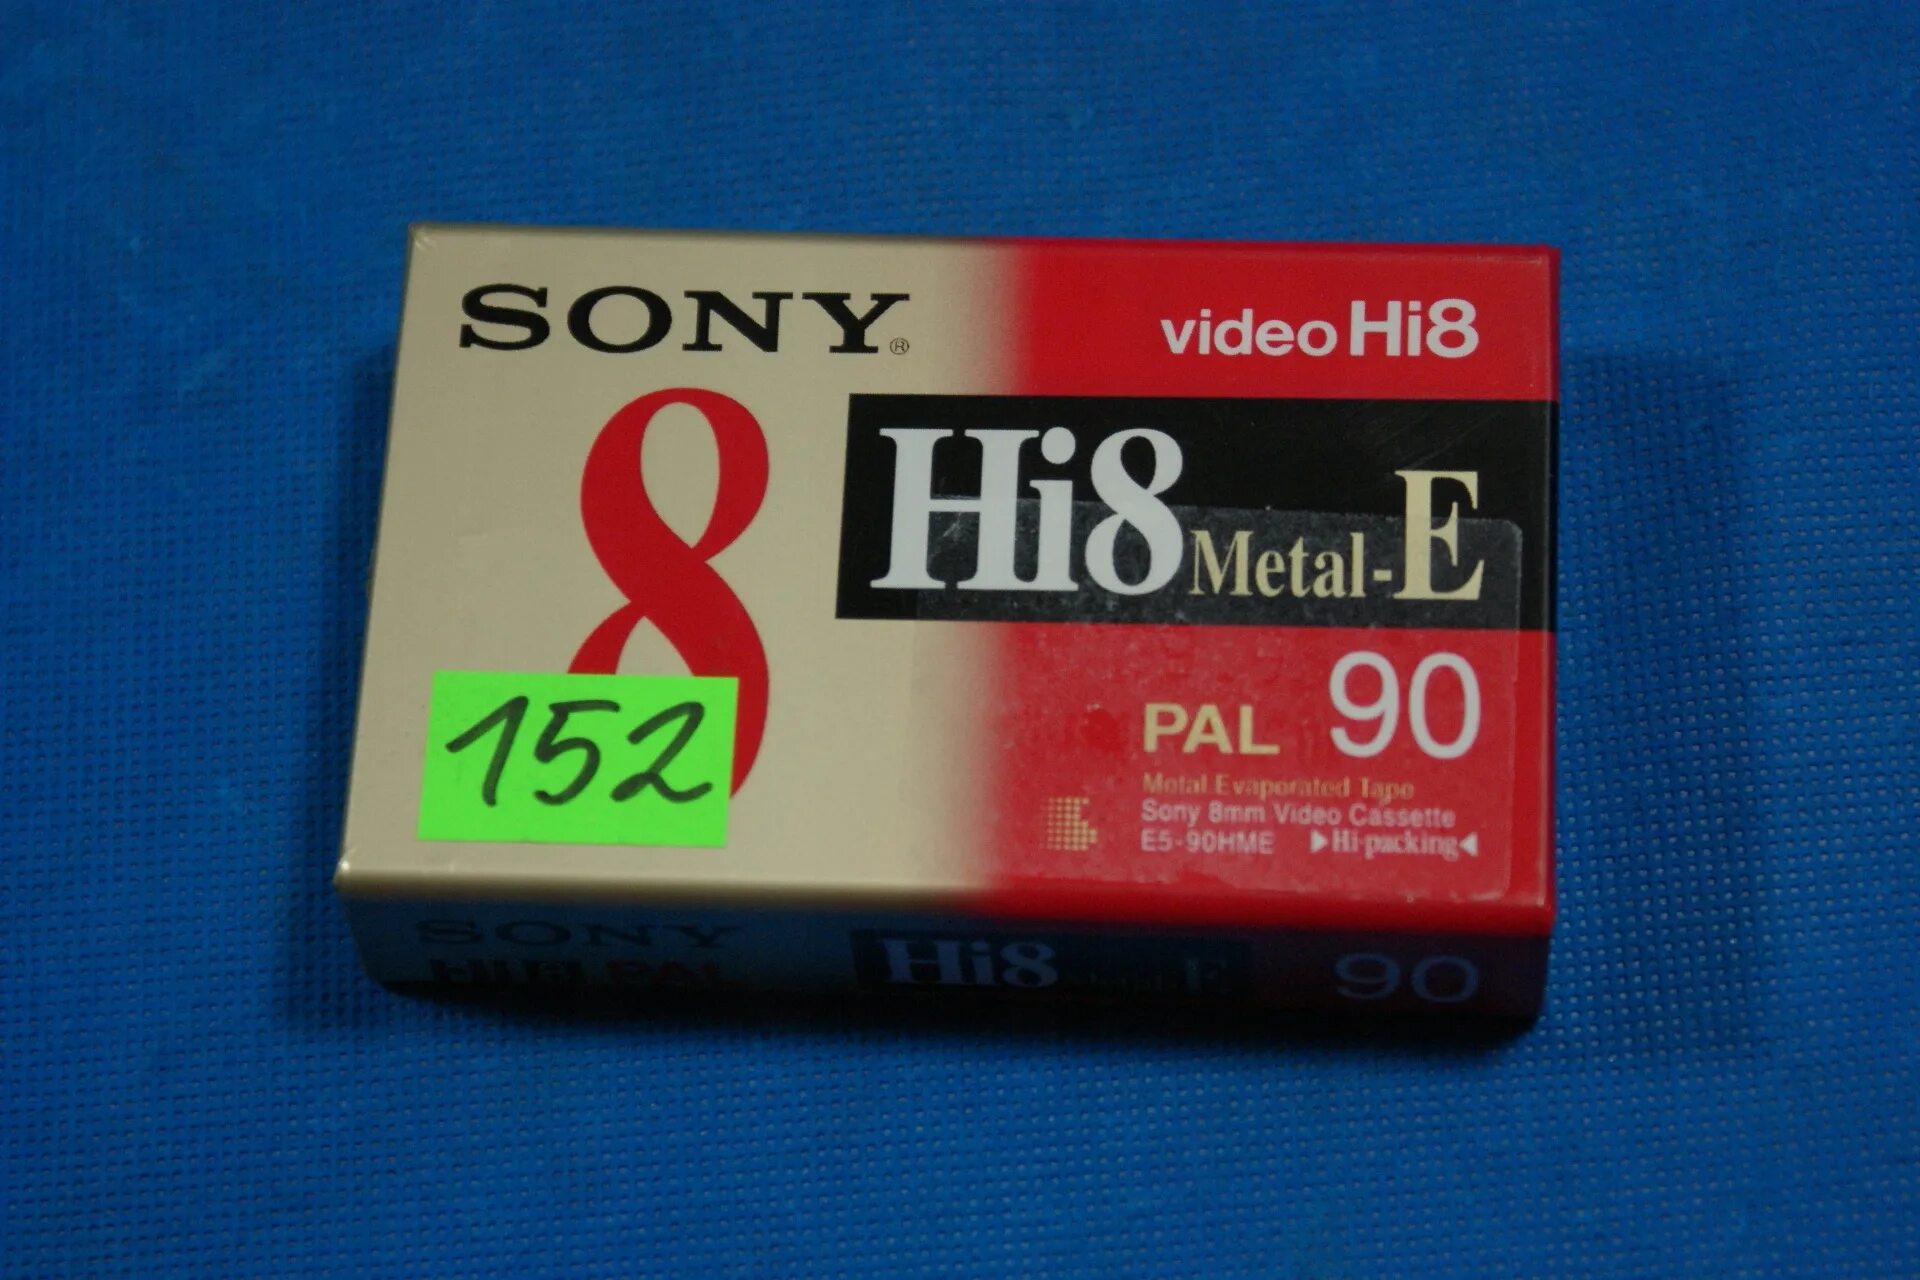 SONY®
video Hi8
8
Hi8 Metal-E
152
PAL 90
Metal Evaporated Tape
Sony 8mm Video Cassette
E5-90HME ▶Hi-packing◀
SONY Hi8 90
PAL